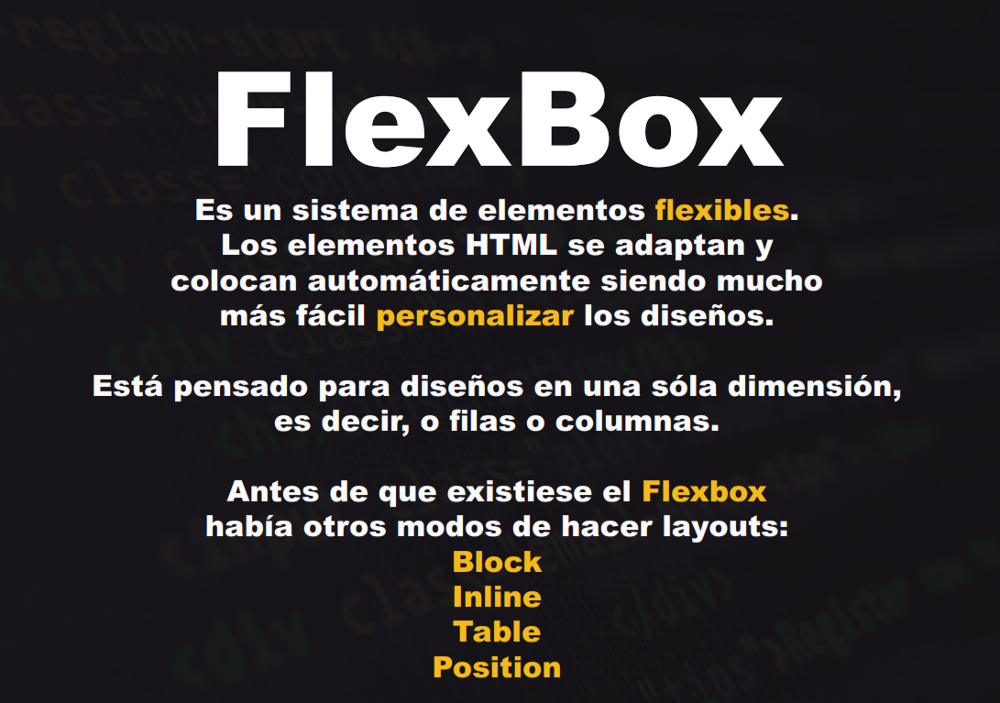 FlexBox
Es un sistema de elementos flexibles.
Los elementos HTML se adaptan y
colocan automáticamente siendo mucho
más fácil personalizar los diseños.
Está pensado para diseños en una sóla dimensión,
es decir, o filas o columnas.
Antes de que existiese el Flexbox
había otros modos de hacer layouts:
Block
Inline
Table
Position